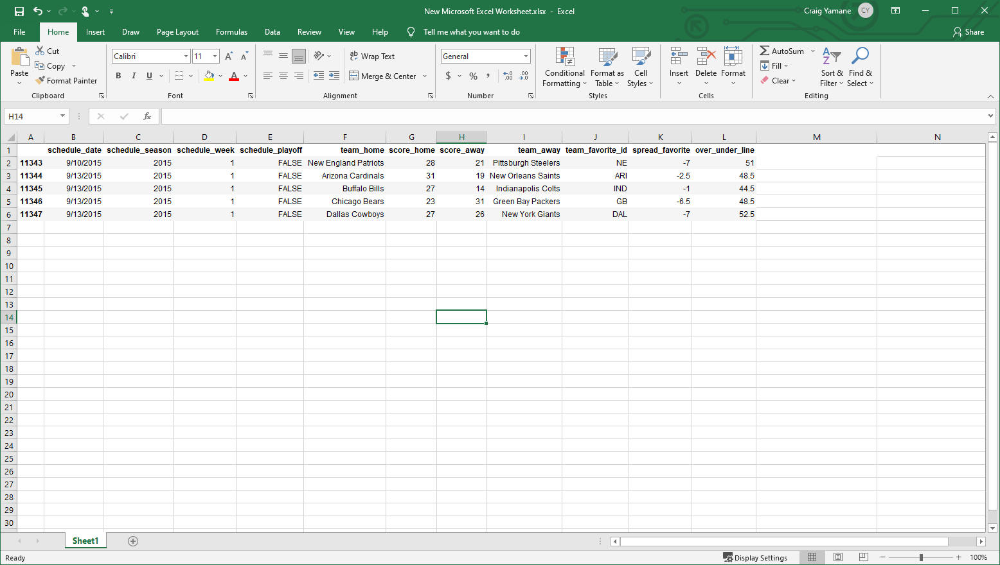 New Microsoft Excel Worksheet.xlsx - Excel
Craig Yamane CY
File Home Insert Draw Page Layout Formulas Data Review View Help Tell me what you want to do Share
Paste Cut Copy Format Painter Clipboard
Calibri 11 A A B I U A Font
ab Wrap Text Merge & Center Alignment
General $ % , .00 .00 Number
Conditional Formatting Format as Table Cell Styles Styles
Insert Delete Format Cells
AutoSum Fill Clear Sort & Filter Find & Select Editing
H14 fx
A B C D E F G H I J K L M N
1 schedule_date schedule_season schedule_week schedule_playoff team_home score_home score_away team_away team_favorite_id spread_favorite over_under_line
2 11343 9/10/2015 2015 1 FALSE New England Patriots 28 21 Pittsburgh Steelers NE -7 51
3 11344 9/13/2015 2015 1 FALSE Arizona Cardinals 31 19 New Orleans Saints ARI -2.5 48.5
4 11345 9/13/2015 2015 1 FALSE Buffalo Bills 27 14 Indianapolis Colts IND -1 44.5
5 11346 9/13/2015 2015 1 FALSE Chicago Bears 23 31 Green Bay Packers GB -6.5 48.5
6 11347 9/13/2015 2015 1 FALSE Dallas Cowboys 27 26 New York Giants DAL -7 52.5
7
8
9
10
11
12
13
14
15
16
17
18
19
20
21
22
23
24
25
26
27
28
29
30
Sheet1
Ready Display Settings 100%